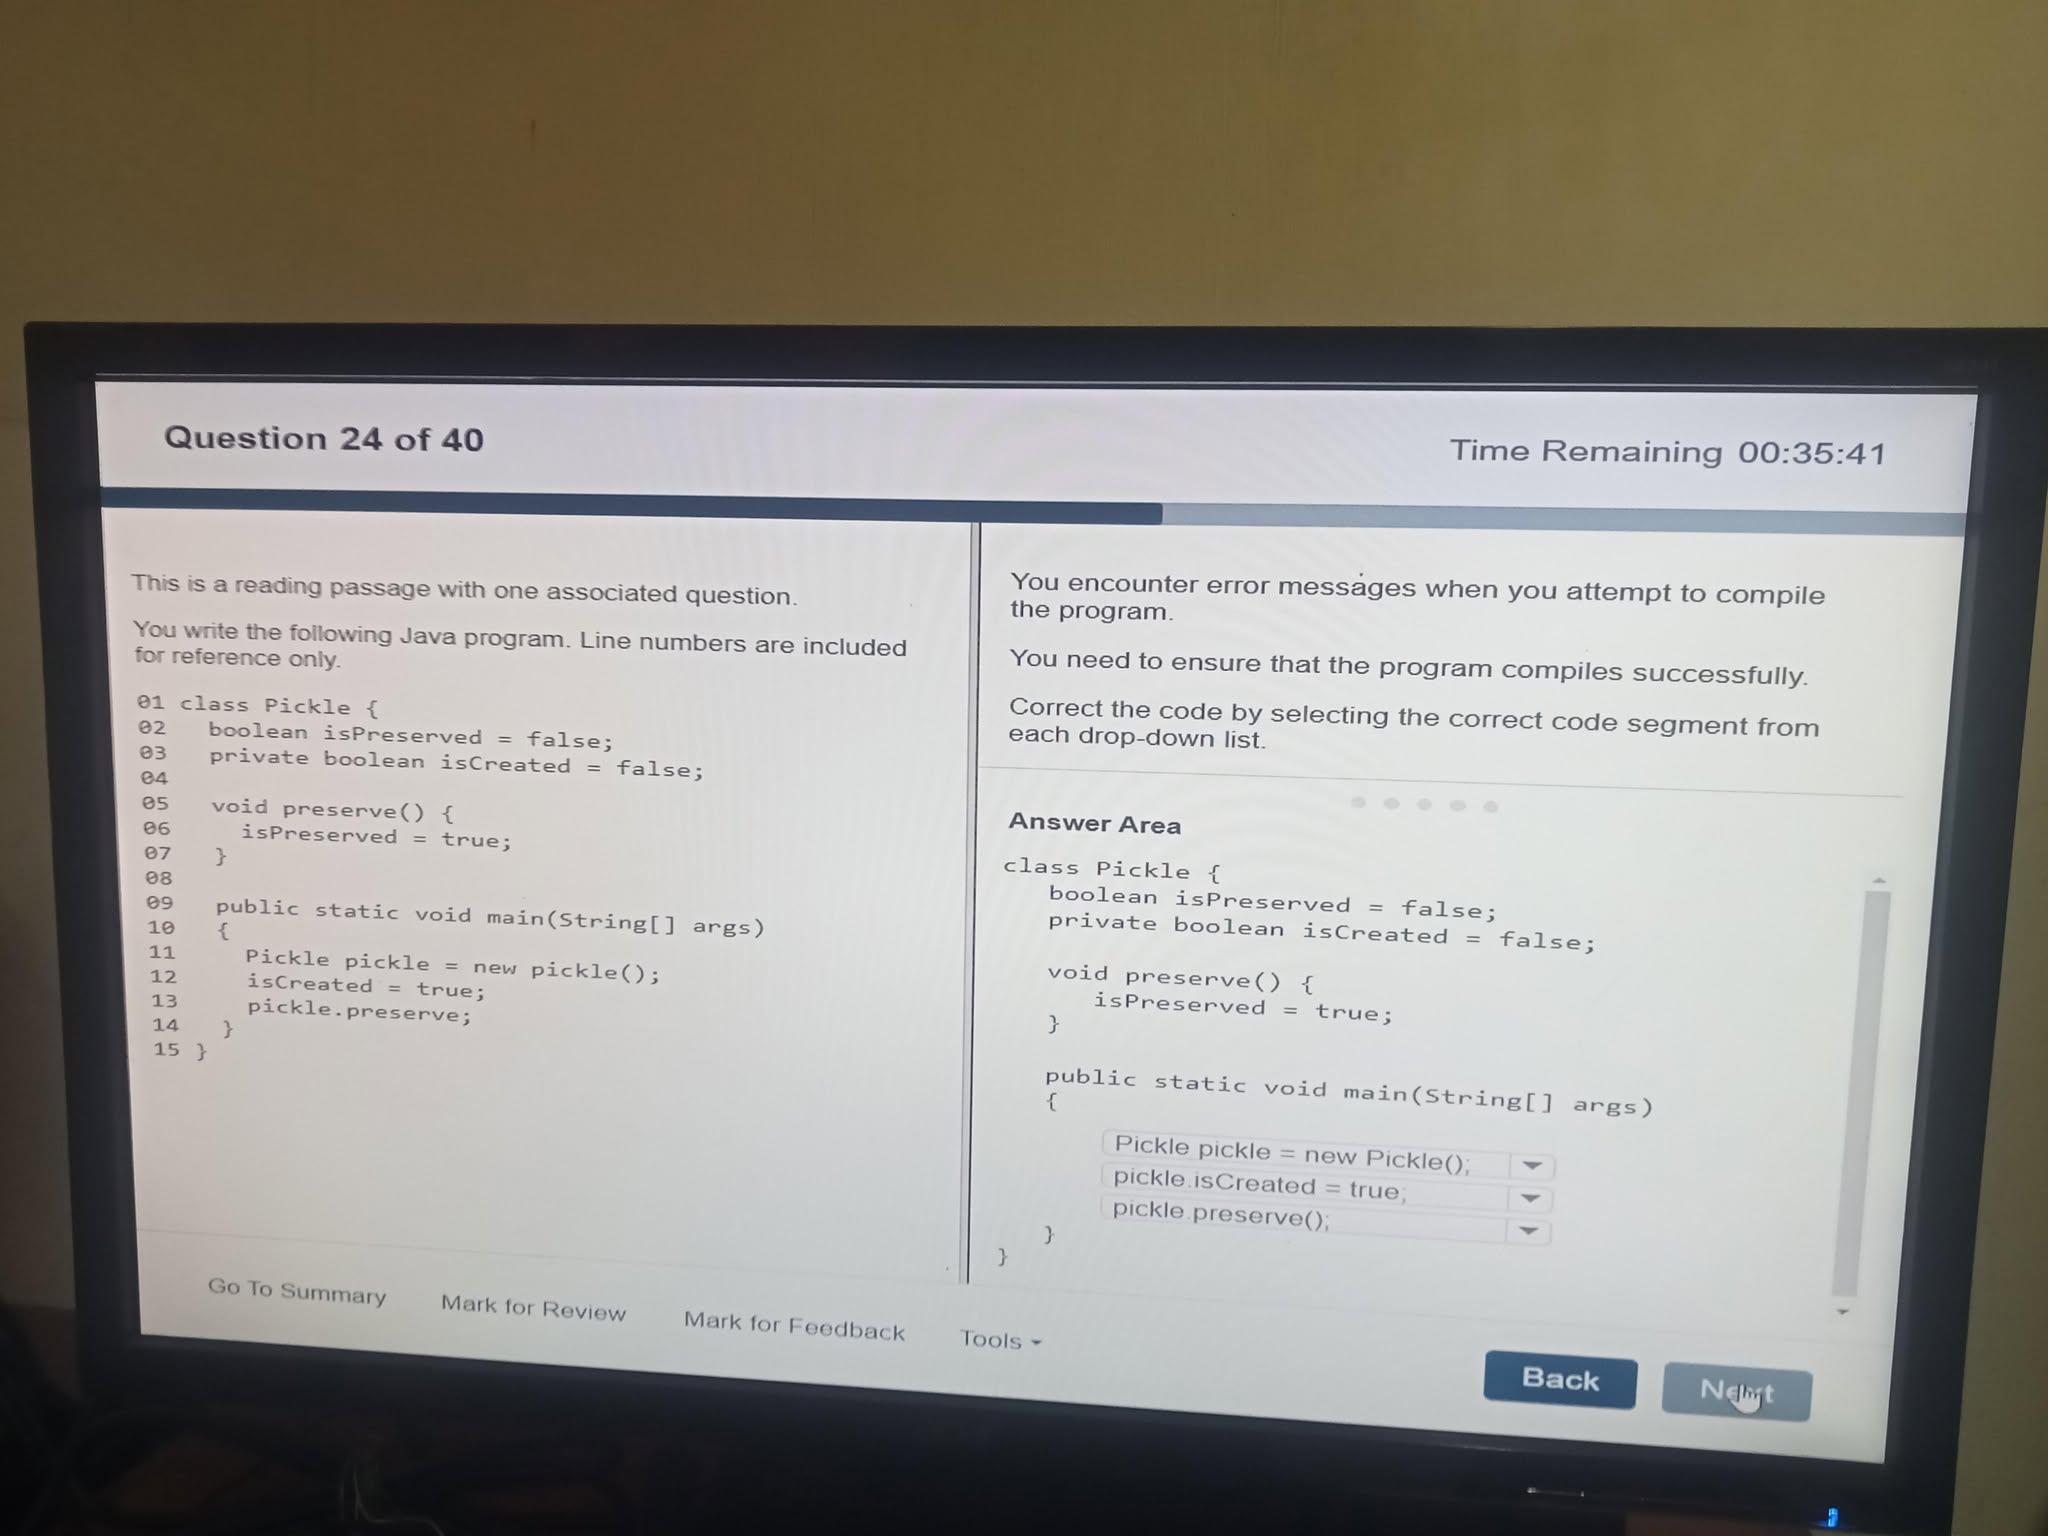 Question 24 of 40
Time Remaining 00:35:41
This is a reading passage with one associated question.
You write the following Java program. Line numbers are included
for reference only.
01 class Pickle {
02   boolean isPreserved = false;
03   private boolean isCreated = false;
04
05   void preserve() {
06     isPreserved = true;
07   }
08
09   public static void main(String[] args)
10   {
11     Pickle pickle = new pickle();
12     isCreated = true;
13     pickle.preserve;
14   }
15 }
You encounter error messages when you attempt to compile
the program.
You need to ensure that the program compiles successfully.
Correct the code by selecting the correct code segment from
each drop-down list.
Answer Area
class Pickle {
boolean isPreserved = false;
private boolean isCreated = false;
void preserve() {
isPreserved = true;
}
public static void main(String[] args)
{
Pickle pickle = new Pickle();
pickle.isCreated = true;
pickle.preserve();
}
}
Go To Summary
Mark for Review
Mark for Feedback
Tools
Back
Next